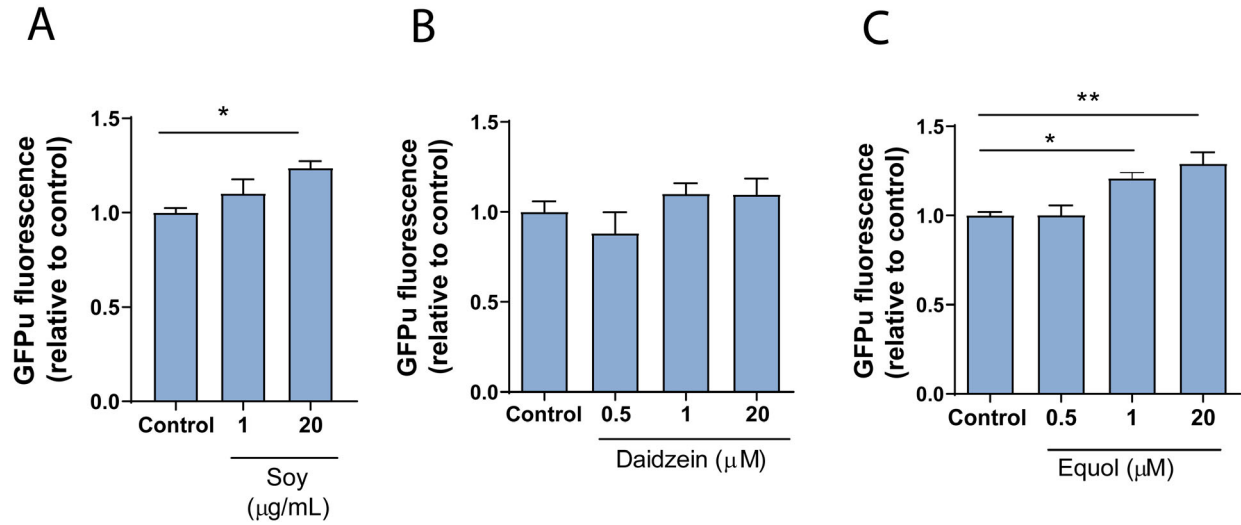 A
GFPu fluorescence
(relative to control)
1.5
1.0
0.5
0.0
*
Control 1 20
Soy
(μg/mL)
B
GFPu fluorescence
(relative to control)
1.5
1.0
0.5
0.0
Control 0.5 1 20
Daidzein (μM)
C
GFPu fluorescence
(relative to control)
1.5
1.0
0.5
0.0
**
*
Control 0.5 1 20
Equol (μM)